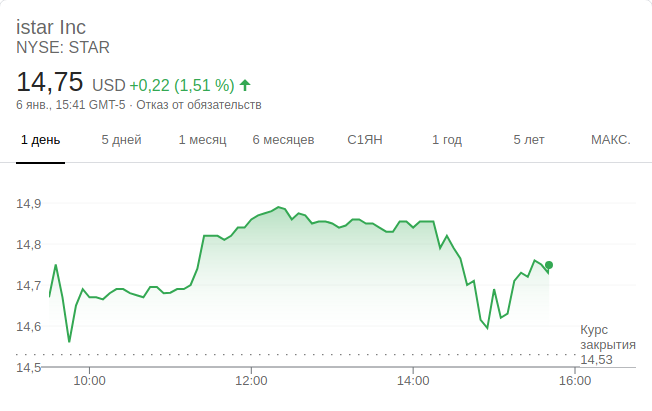 istar Inc
NYSE: STAR
14,75 USD +0,22 (1,51 %)
6 янв., 15:41 GMT-5 · Отказ от обязательств
1 день 5 дней 1 месяц 6 месяцев С1ЯН 1 год 5 лет МАКС.
14,9
14,8
14,7
14,6
Курс
закрытия
14,53
14,5
10:00 12:00 14:00 16:00